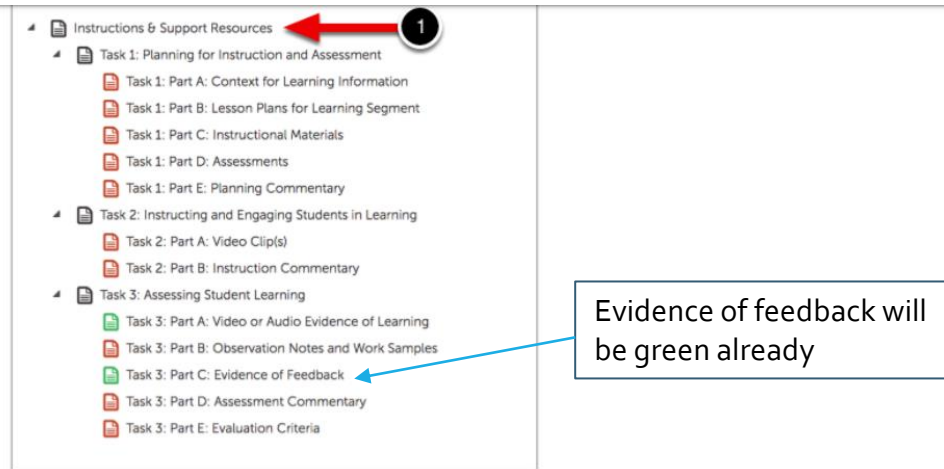 Instructions & Support Resources
1
Task 1: Planning for Instruction and Assessment
Task 1: Part A: Context for Learning Information
Task 1: Part B: Lesson Plans for Learning Segment
Task 1: Part C: Instructional Materials
Task 1: Part D: Assessments
Task 1: Part E: Planning Commentary
Task 2: Instructing and Engaging Students in Learning
Task 2: Part A: Video Clip(s)
Task 2: Part B: Instruction Commentary
Task 3: Assessing Student Learning
Task 3: Part A: Video or Audio Evidence of Learning
Task 3: Part B: Observation Notes and Work Samples
Task 3: Part C: Evidence of Feedback
Task 3: Part D: Assessment Commentary
Task 3: Part E: Evaluation Criteria
Evidence of feedback will
be green already